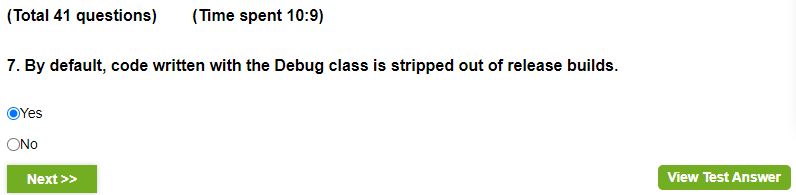 (Total 41 questions) (Time spent 10:9)
7. By default, code written with the Debug class is stripped out of release builds.
Yes
No
Next >> View Test Answer